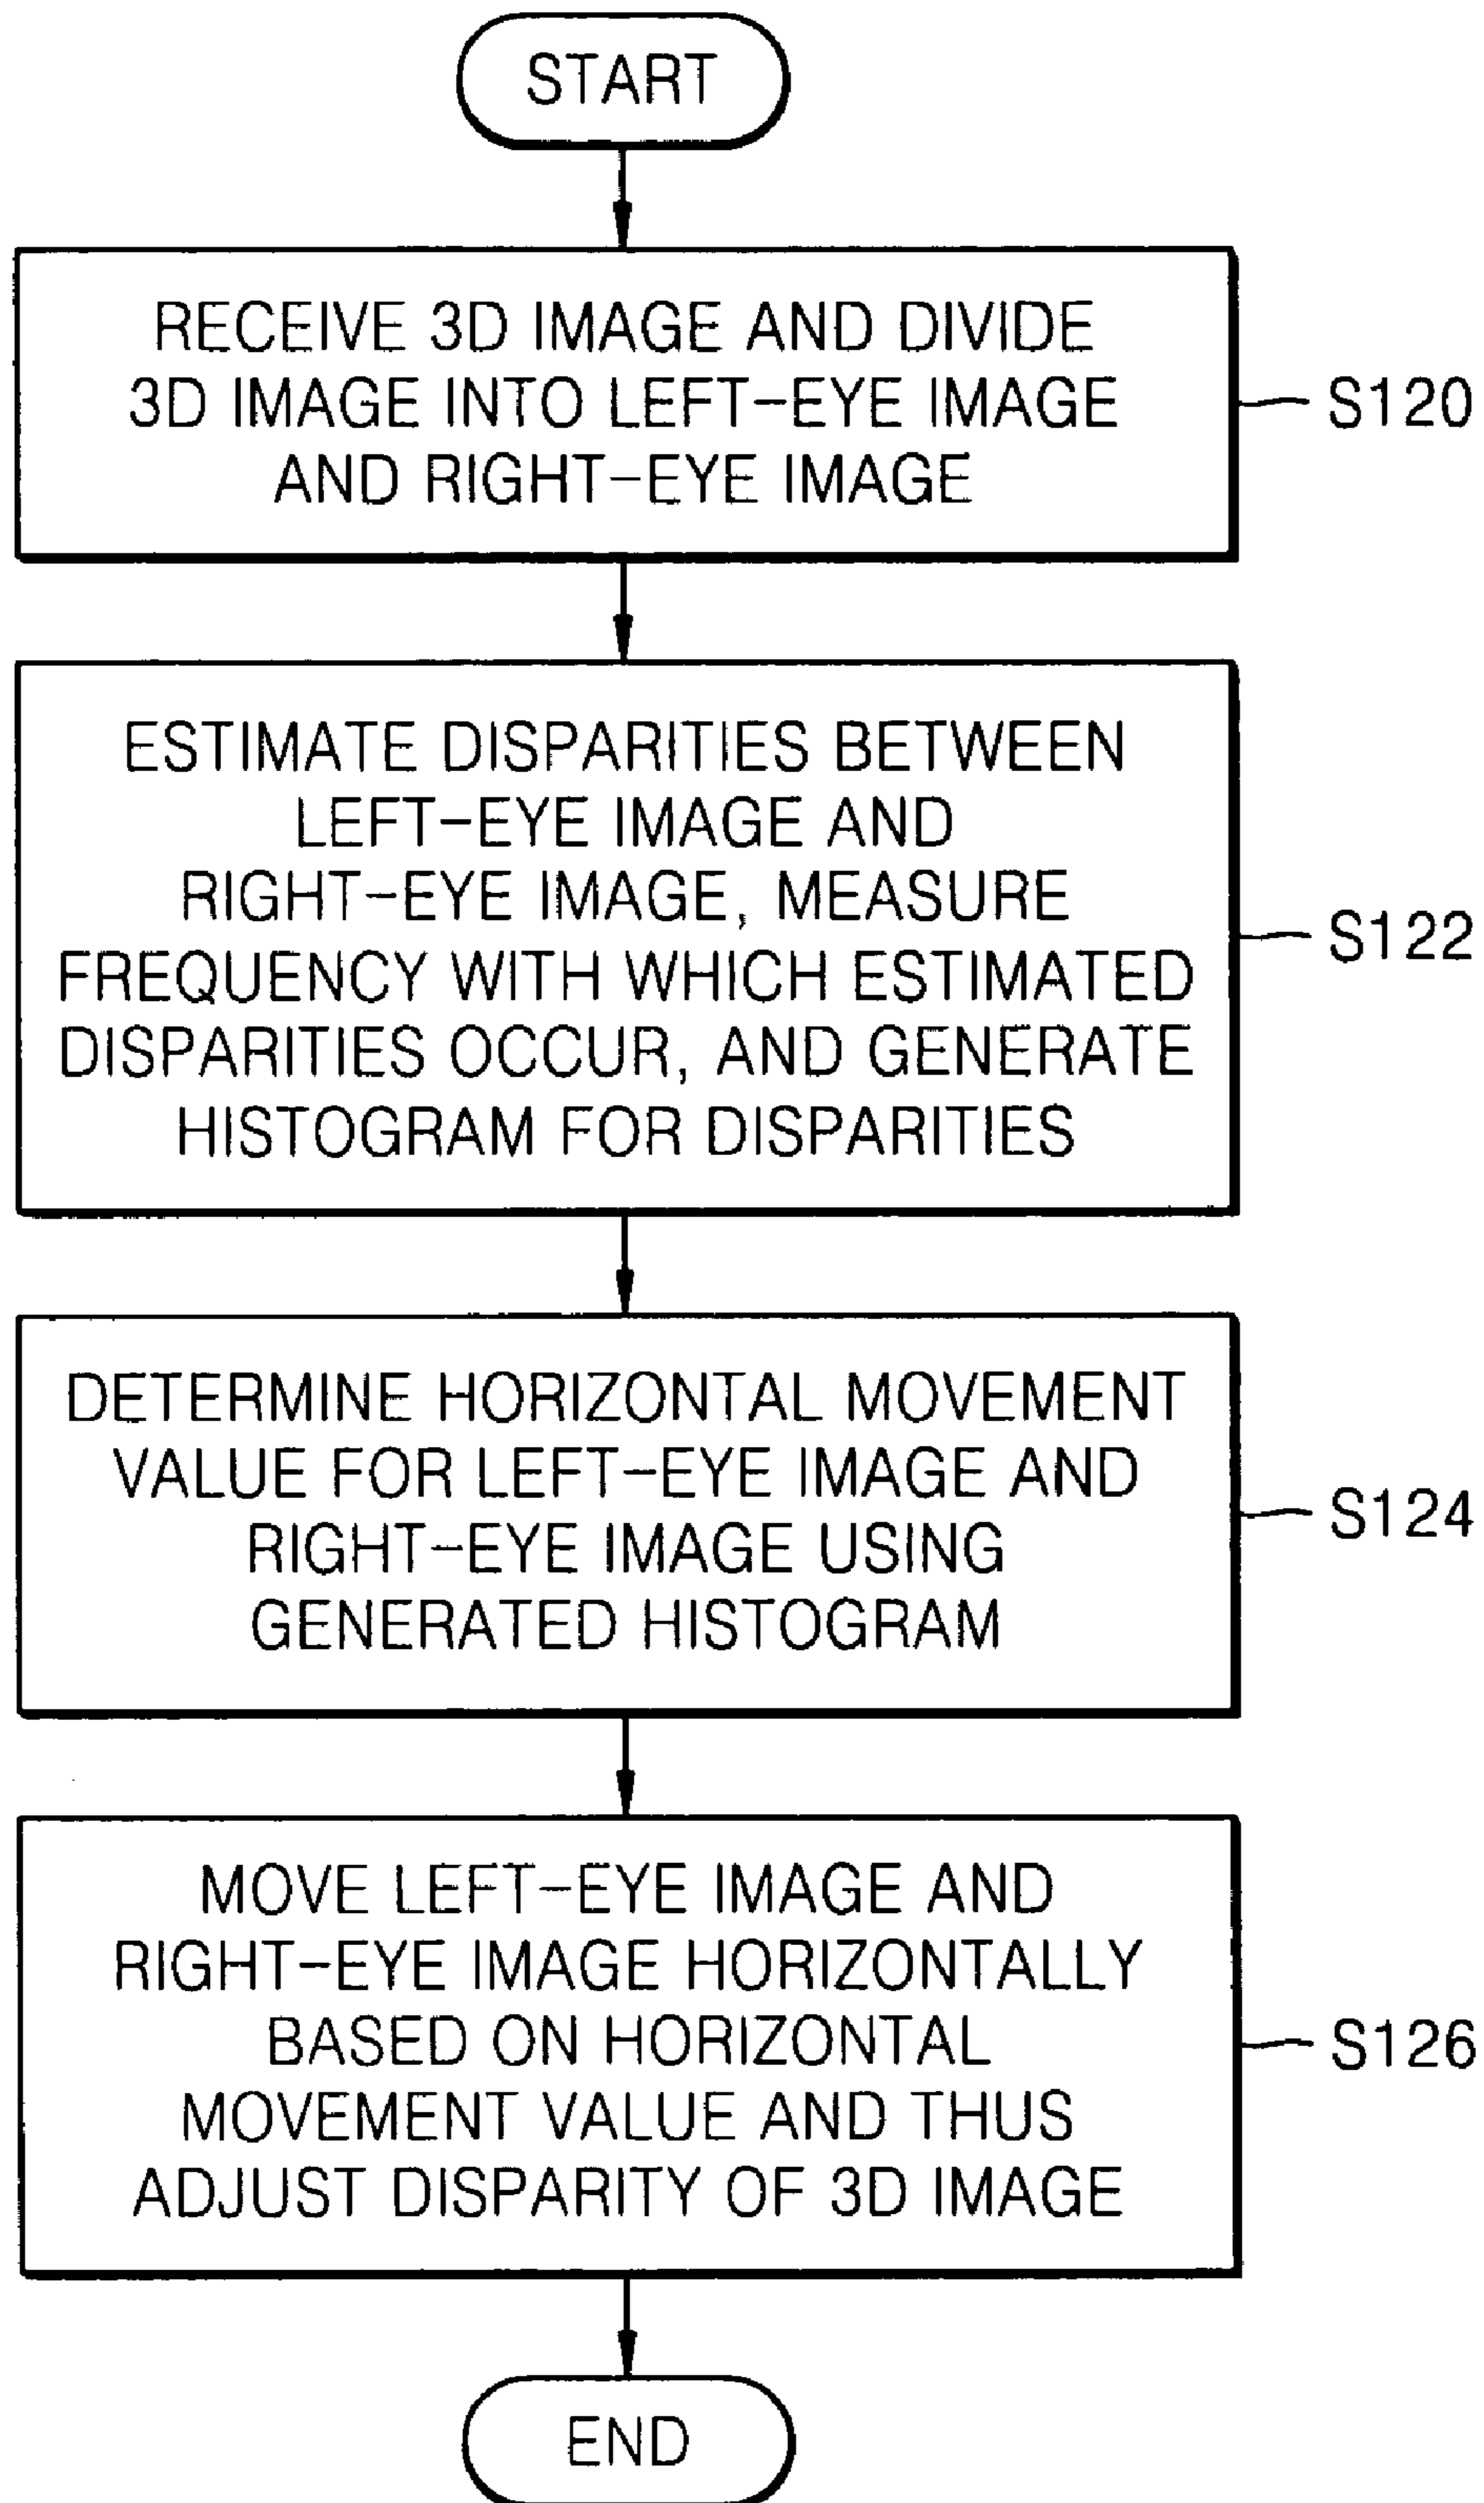 START
RECEIVE 3D IMAGE AND DIVIDE
3D IMAGE INTO LEFT-EYE IMAGE
AND RIGHT-EYE IMAGE
S120
ESTIMATE DISPARITIES BETWEEN
LEFT-EYE IMAGE AND
RIGHT-EYE IMAGE, MEASURE
FREQUENCY WITH WHICH ESTIMATED
DISPARITIES OCCUR, AND GENERATE
HISTOGRAM FOR DISPARITIES
S122
DETERMINE HORIZONTAL MOVEMENT
VALUE FOR LEFT-EYE IMAGE AND
RIGHT-EYE IMAGE USING
GENERATED HISTOGRAM
S124
MOVE LEFT-EYE IMAGE AND
RIGHT-EYE IMAGE HORIZONTALLY
BASED ON HORIZONTAL
MOVEMENT VALUE AND THUS
ADJUST DISPARITY OF 3D IMAGE
S126
END